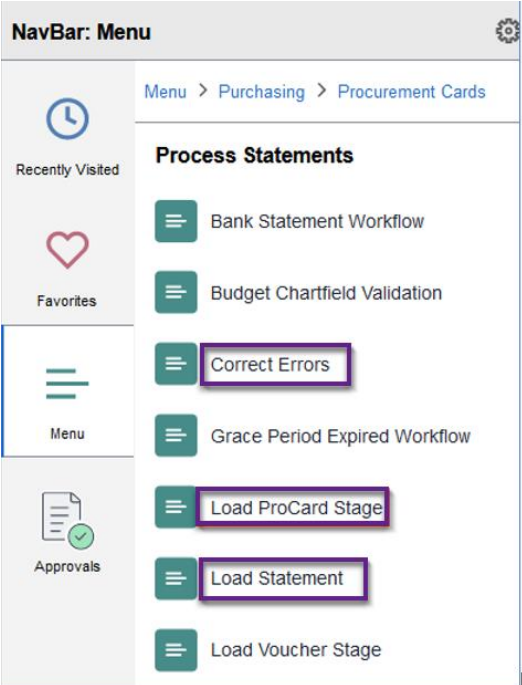 NavBar: Menu
Menu > Purchasing > Procurement Cards
Recently Visited
Favorites
Menu
Approvals
Process Statements
Bank Statement Workflow
Budget Chartfield Validation
Correct Errors
Grace Period Expired Workflow
Load ProCard Stage
Load Statement
Load Voucher Stage